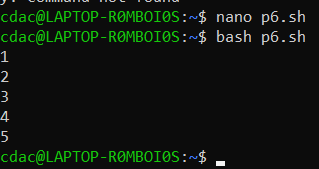 y: command not found
cdac@LAPTOP-R0MBOI0S:~$ nano p6.sh
cdac@LAPTOP-R0MBOI0S:~$ bash p6.sh
1
2
3
4
5
cdac@LAPTOP-R0MBOI0S:~$